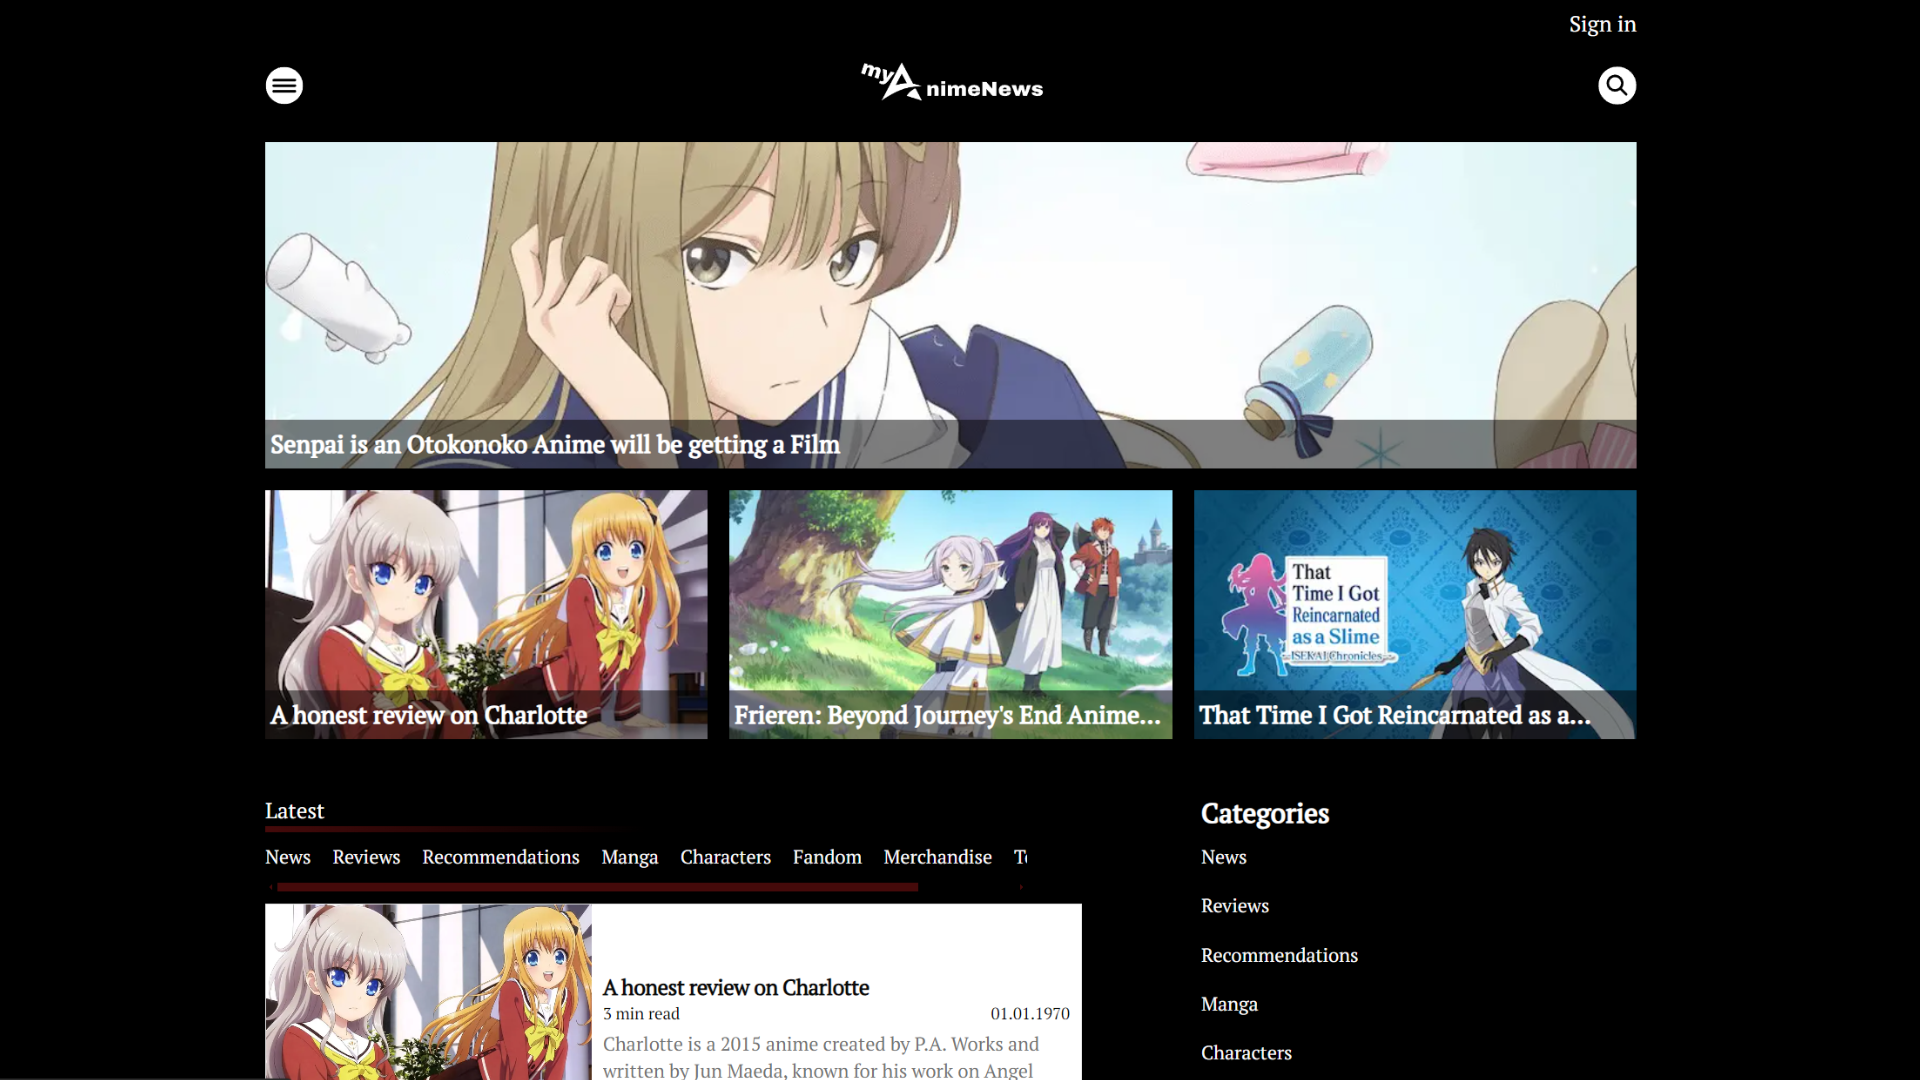 Sign in
myAnimeNews
Senpai is an Otokonoko Anime will be getting a Film
That
Time I Got
Reincarnated
as a Slime
ISEKAI Chronicles
A honest review on Charlotte
Frieren: Beyond Journey's End Anime...
That Time I Got Reincarnated as a...
Latest
News Reviews Recommendations Manga Characters Fandom Merchandise
A honest review on Charlotte
3 min read 01.01.1970
Charlotte is a 2015 anime created by P.A. Works and
written by Jun Maeda, known for his work on Angel
Categories
News
Reviews
Recommendations
Manga
Characters